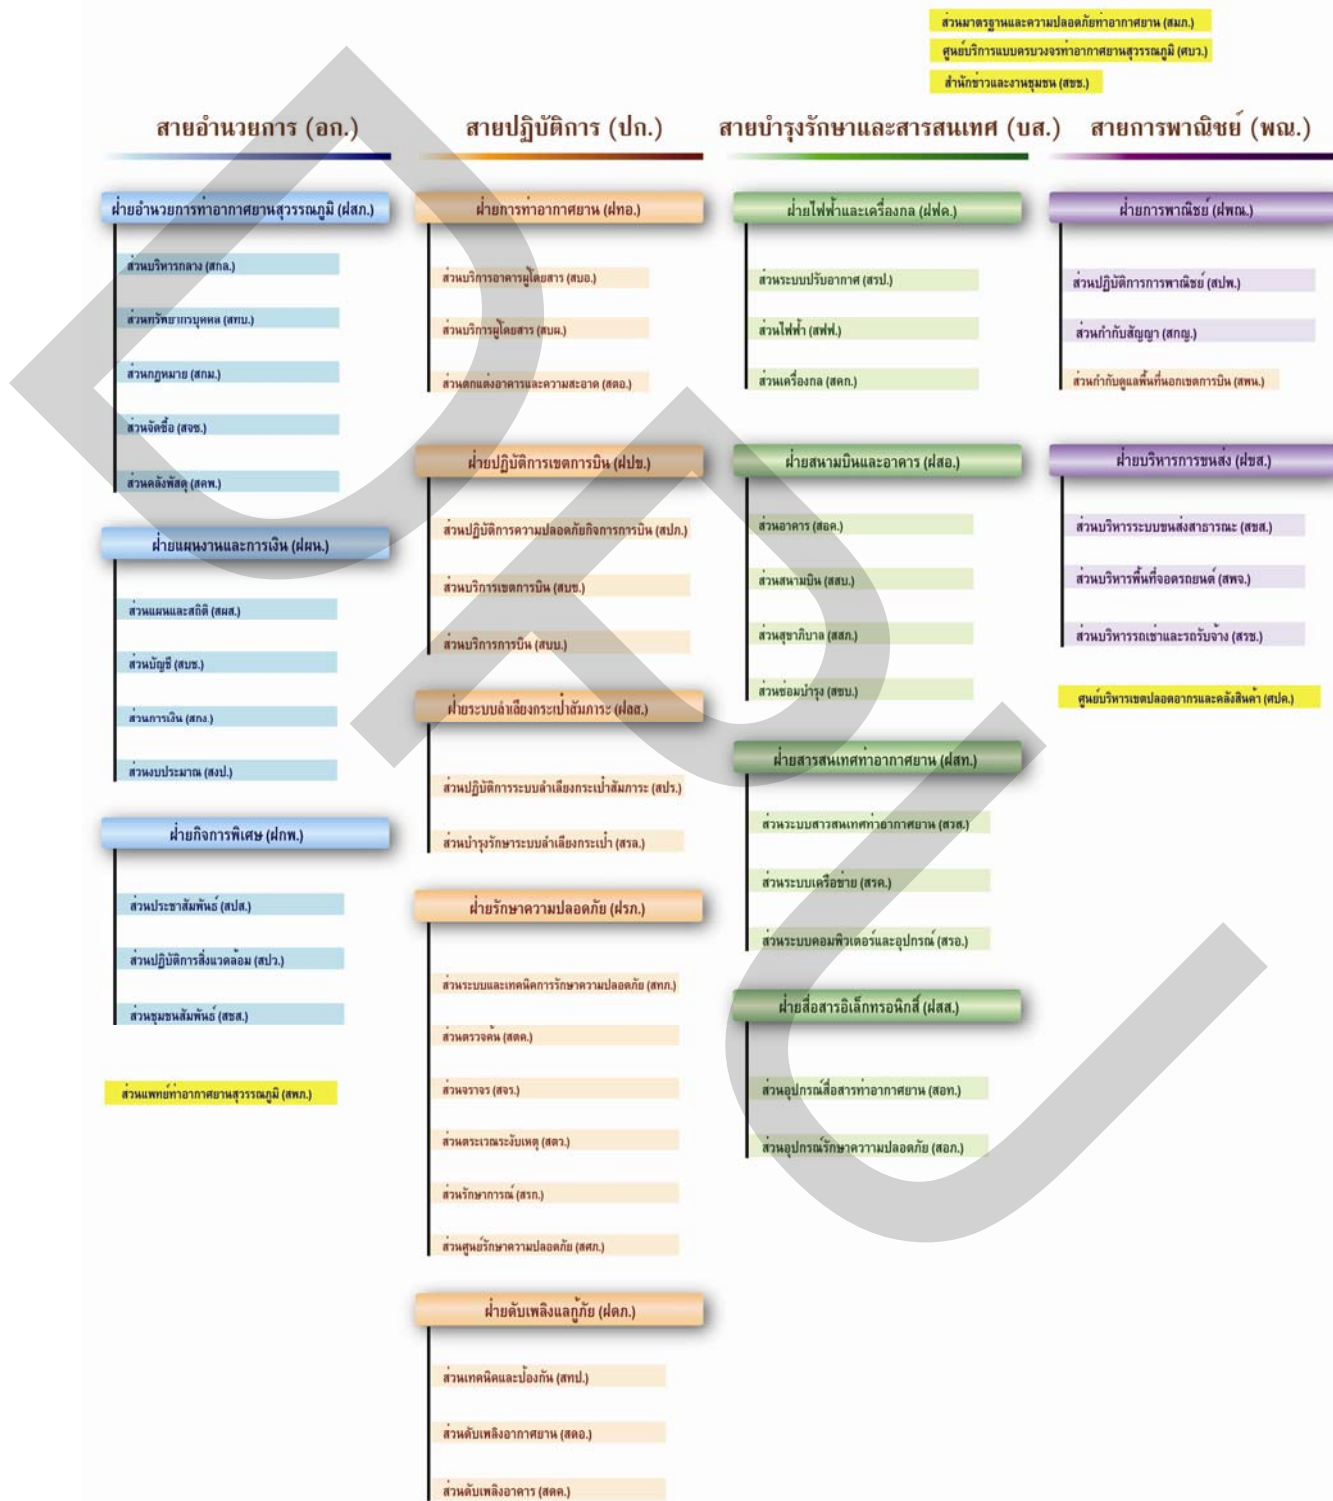 ส่วนมาตรฐานและความปลอดภัยท่าอากาศยาน (สมภ.)
ศูนย์บริการแบบครบวงจรท่าอากาศยานสุวรรณภูมิ (ศบว.)
สำนักข่าวและงานชุมชน (สขช.)
สายอำนวยการ (อก.)
ฝ่ายอำนวยการท่าอากาศยานสุวรรณภูมิ (ฝสภ.)
ส่วนบริหารกลาง (สกล.)
ส่วนทรัพยากรบุคคล (สทบ.)
ส่วนกฎหมาย (สกม.)
ส่วนจัดซื้อ (สจซ.)
ส่วนคลังพัสดุ (สคพ.)
ฝ่ายแผนงานและการเงิน (ฝผน.)
ส่วนแผนและสถิติ (สผส.)
ส่วนบัญชี (สบช.)
ส่วนการเงิน (สกง.)
ส่วนงบประมาณ (สงป.)
ฝ่ายกิจการพิเศษ (ฝกพ.)
ส่วนประชาสัมพันธ์ (สปส.)
ส่วนปฏิบัติการสิ่งแวดล้อม (สปว.)
ส่วนชุมชนสัมพันธ์ (สชส.)
ส่วนแพทย์ท่าอากาศยานสุวรรณภูมิ (สพภ.)
สายปฏิบัติการ (ปก.)
ฝ่ายการท่าอากาศยาน (ฝทอ.)
ส่วนบริการอาคารผู้โดยสาร (สบอ.)
ส่วนบริการผู้โดยสาร (สบผ.)
ส่วนตกแต่งอาคารและความสะอาด (สตอ.)
ฝ่ายปฏิบัติการเขตการบิน (ฝปข.)
ส่วนปฏิบัติการความปลอดภัยกิจการการบิน (สปภ.)
ส่วนบริการเขตการบิน (สบข.)
ส่วนบริการการบิน (สบบ.)
ฝ่ายระบบลำเลียงกระเป๋าสัมภาระ (ฝลส.)
ส่วนปฏิบัติการระบบลำเลียงกระเป๋าสัมภาระ (สปร.)
ส่วนบำรุงรักษาระบบลำเลียงกระเป๋า (สรล.)
ฝ่ายรักษาความปลอดภัย (ฝรภ.)
ส่วนระบบและเทคนิคการรักษาความปลอดภัย (สทภ.)
ส่วนตรวจค้น (สตค.)
ส่วนจราจร (สจร.)
ส่วนตระเวณระงับเหตุ (สตว.)
ส่วนรักษาการณ์ (สรก.)
ส่วนศูนย์รักษาความปลอดภัย (สศภ.)
ฝ่ายดับเพลิงแลกู้ภัย (ฝดภ.)
ส่วนเทคนิคและป้องกัน (สทป.)
ส่วนดับเพลิงอากาศยาน (สดอ.)
ส่วนดับเพลิงอาคาร (สดค.)
สายบำรุงรักษาและสารสนเทศ (บส.)
ฝ่ายไฟฟ้าและเครื่องกล (ฝฟค.)
ส่วนระบบปรับอากาศ (สรป.)
ส่วนไฟฟ้า (สฟฟ.)
ส่วนเครื่องกล (สคก.)
ฝ่ายสนามบินและอาคาร (ฝสอ.)
ส่วนอาคาร (สอค.)
ส่วนสนามบิน (สสบ.)
ส่วนสุขาภิบาล (สสภ.)
ส่วนซ่อมบำรุง (สซบ.)
ฝ่ายสารสนเทศท่าอากาศยาน (ฝสท.)
ส่วนระบบสารสนเทศท่าอากาศยาน (สรส.)
ส่วนระบบเครือข่าย (สรค.)
ส่วนระบบคอมพิวเตอร์และอุปกรณ์ (สรอ.)
ฝ่ายสื่อสารอิเล็กทรอนิกส์ (ฝสส.)
ส่วนอุปกรณ์สื่อสารท่าอากาศยาน (สอท.)
ส่วนอุปกรณ์รักษาความปลอดภัย (สอภ.)
สายการพาณิชย์ (พณ.)
ฝ่ายการพาณิชย์ (ฝพณ.)
ส่วนปฏิบัติการการพาณิชย์ (สปพ.)
ส่วนกำกับสัญญา (สกญ.)
ส่วนกำกับดูแลพื้นที่นอกเขตการบิน (สพน.)
ฝ่ายบริหารการขนส่ง (ฝขส.)
ส่วนบริหารระบบขนส่งสาธารณะ (สขส.)
ส่วนบริหารพื้นที่จอดรถยนต์ (สพจ.)
ส่วนบริหารรถเช่าและรถรับจ้าง (สรช.)
ศูนย์บริหารเขตปลอดอากรและคลังสินค้า (ศปค.)
DPU